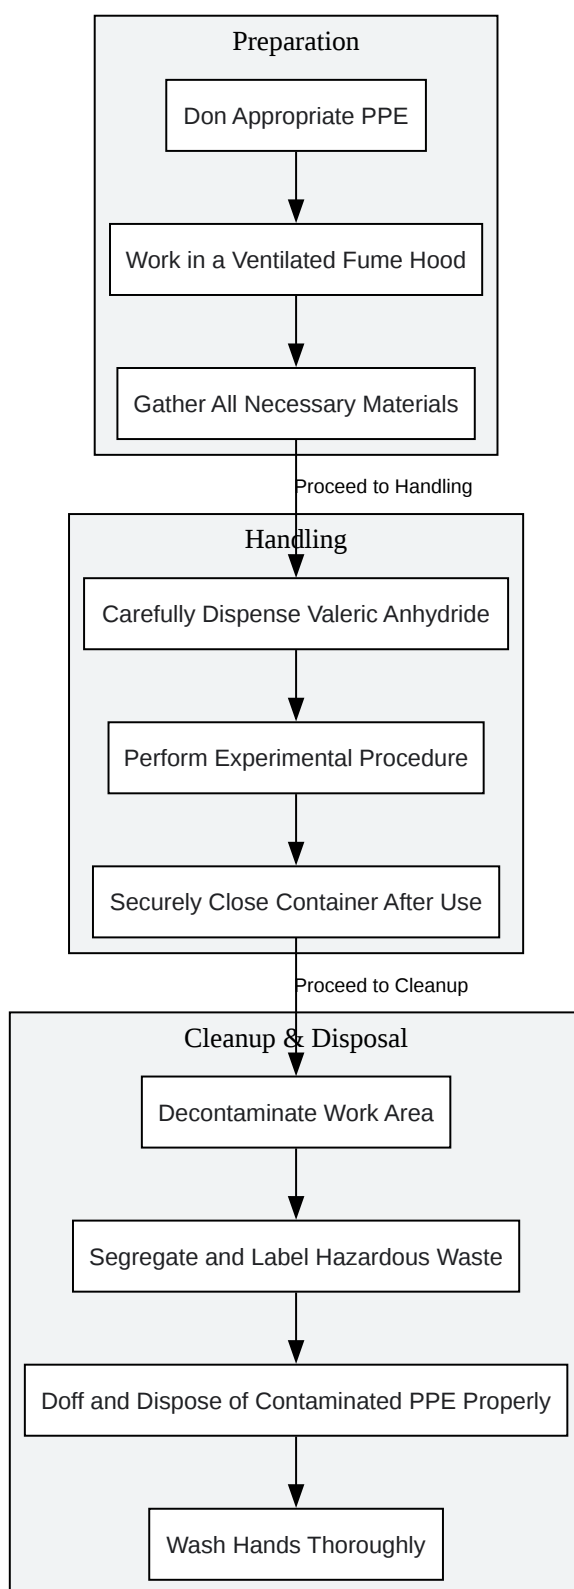 Preparation
Don Appropriate PPE
Work in a Ventilated Fume Hood
Gather All Necessary Materials
Proceed to Handling
Handling
Carefully Dispense Valeric Anhydride
Perform Experimental Procedure
Securely Close Container After Use
Proceed to Cleanup
Cleanup & Disposal
Decontaminate Work Area
Segregate and Label Hazardous Waste
Doff and Dispose of Contaminated PPE Properly
Wash Hands Thoroughly